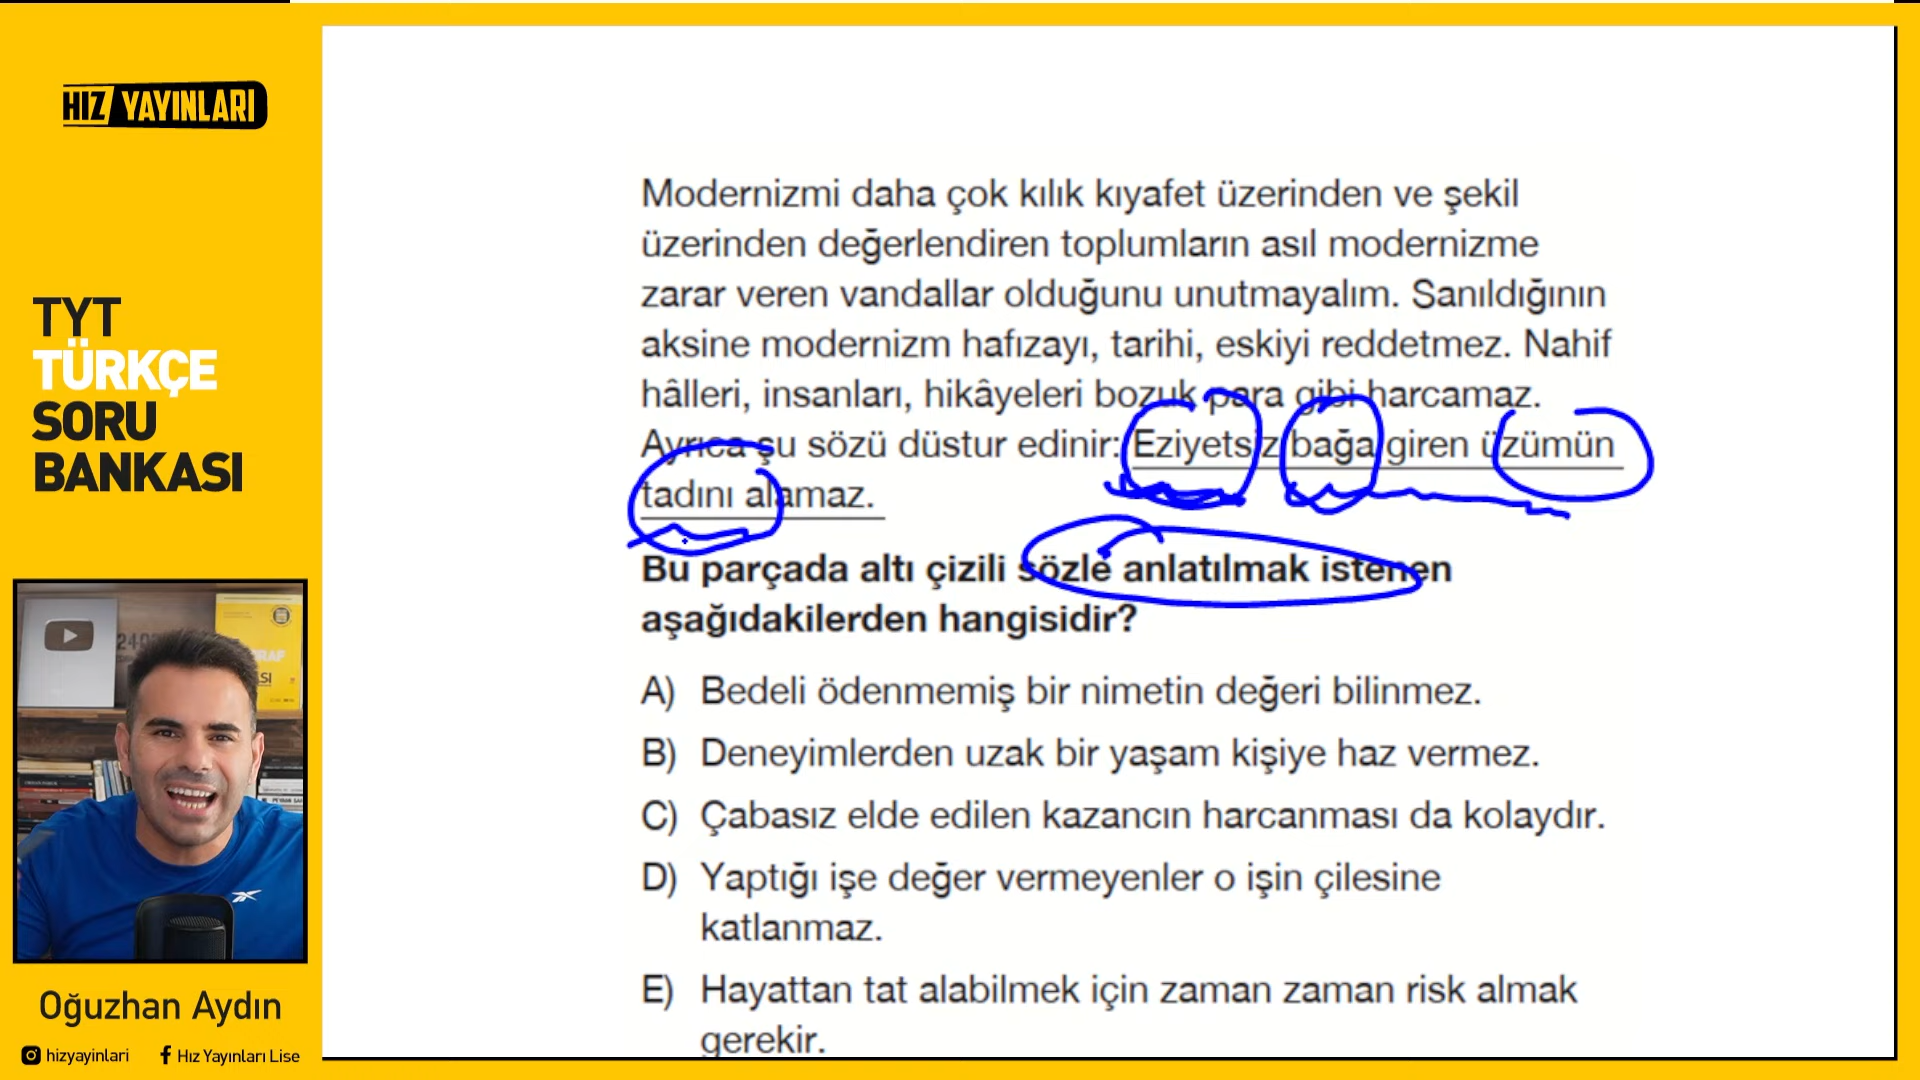 HIZ YAYINLARI
TYT
TÜRKÇE
SORU
BANKASI
Oğuzhan Aydın
hizyayinlari
Hız Yayınları Lise
Modernizmi daha çok kılık kıyafet üzerinden ve şekil
üzerinden değerlendiren toplumların asıl modernizme
zarar veren vandallar olduğunu unutmayalım. Sanıldığının
aksine modernizm hafızayı, tarihi, eskiyi reddetmez. Nahif
hâlleri, insanları, hikâyeleri bozuk para gibi harcamaz.
Ayrıca şu sözü düstur edinir: Eziyetsiz bağa giren üzümün
tadını alamaz.
Bu parçada altı çizili sözle anlatılmak istenen
aşağıdakilerden hangisidir?
A) Bedeli ödenmemiş bir nimetin değeri bilinmez.
B) Deneyimlerden uzak bir yaşam kişiye haz vermez.
C) Çabasız elde edilen kazancın harcanması da kolaydır.
D) Yaptığı işe değer vermeyenler o işin çilesine
katlanmaz.
E) Hayattan tat alabilmek için zaman zaman risk almak
gerekir.